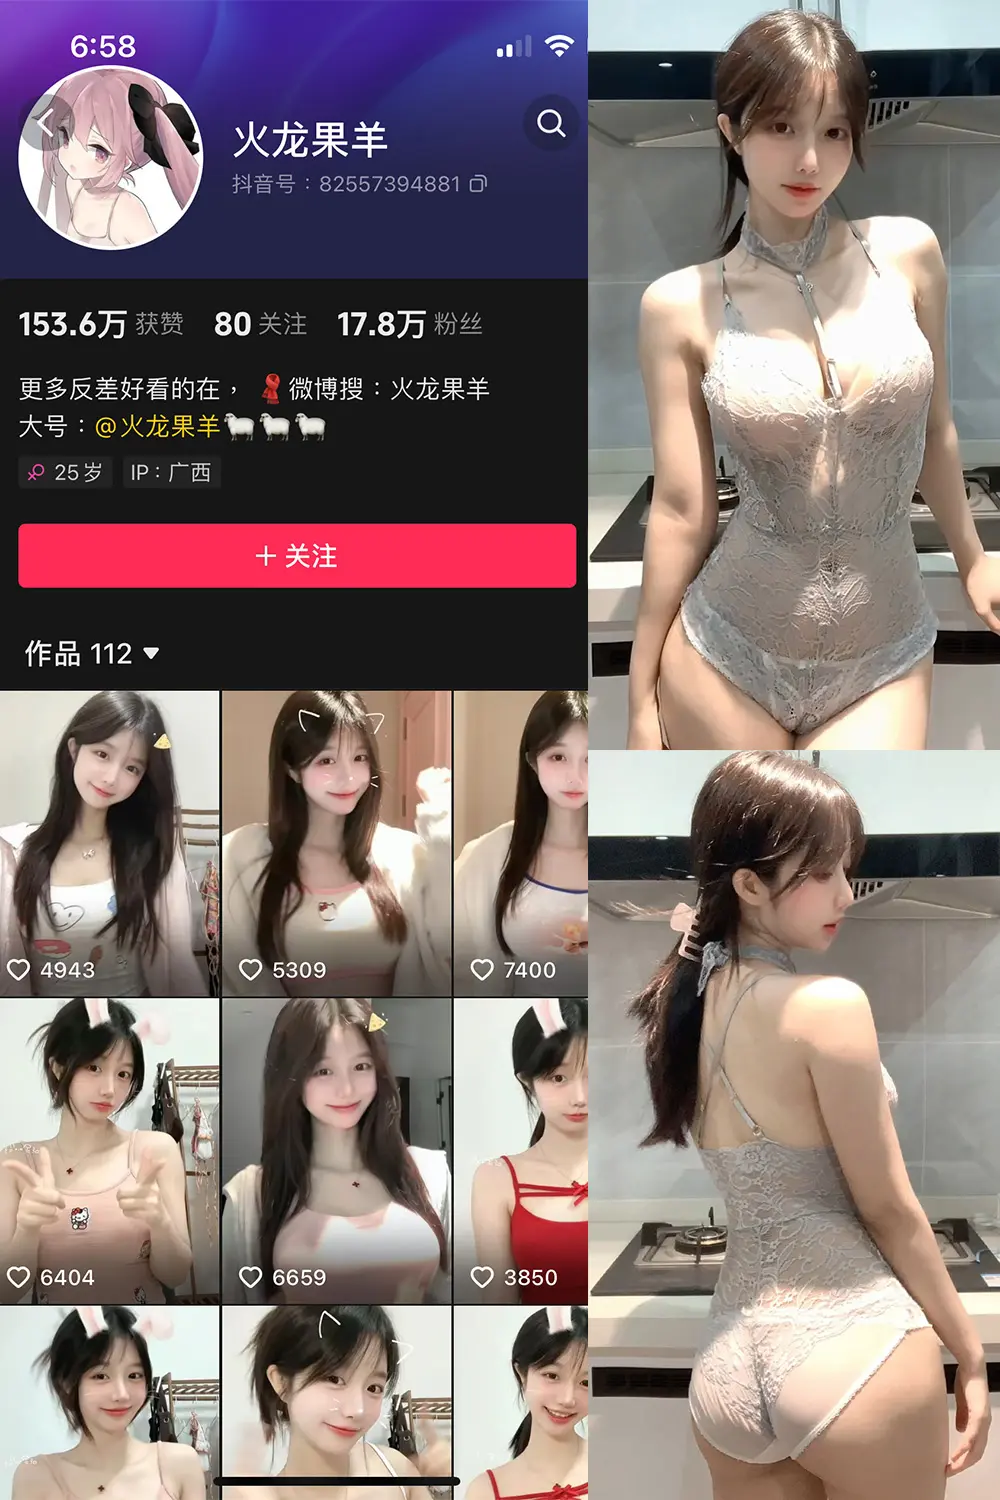 6:58
火龙果羊
抖音号：82557394881
153.6万 获赞 80 关注 17.8万 粉丝
更多反差好看的在， 🧣微博搜：火龙果羊
大号：@火龙果羊🐑🐑🐑
25岁 IP：广西
+ 关注
作品 112
4943 5309 7400
6404 6659 3850